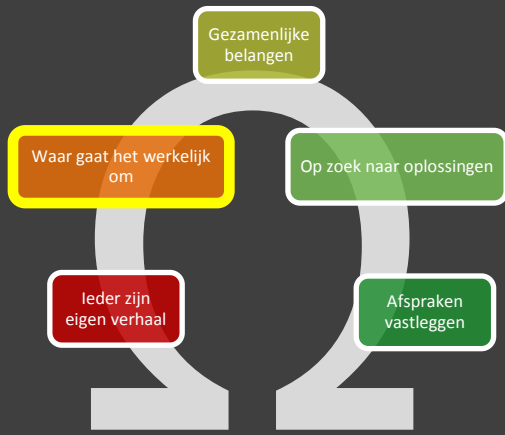 Gezamenlijke
belangen
Waar gaat het werkelijk
om
Op zoek naar oplossingen
Ieder zijn
eigen verhaal
Afspraken
vastleggen